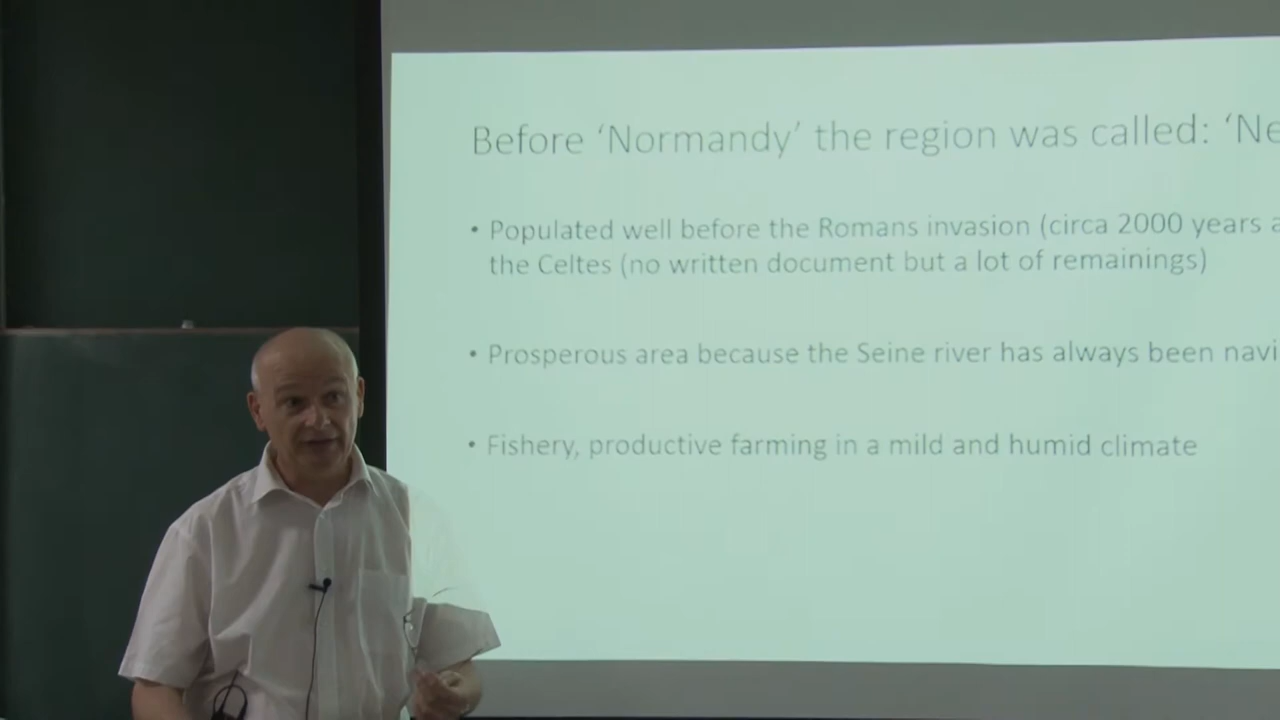 Before ‘Normandy’ the region was called: ‘Ne
• Populated well before the Romans invasion (circa 2000 years a
the Celtes (no written document but a lot of remainings)
• Prosperous area because the Seine river has always been navi
• Fishery, productive farming in a mild and humid climate